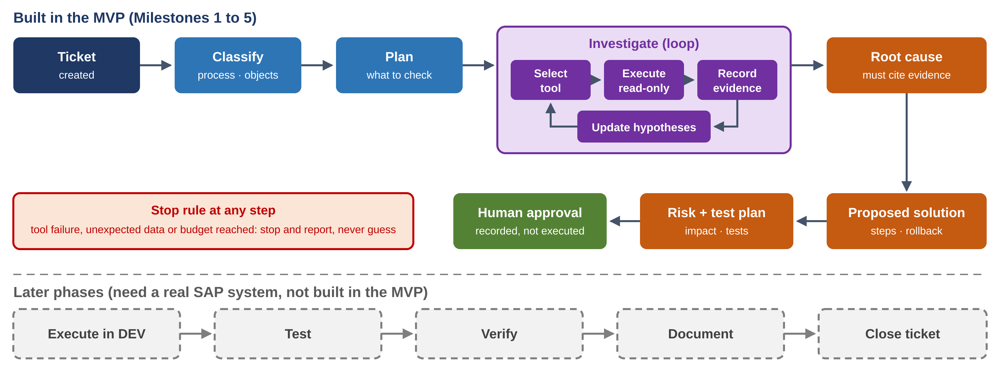 Built in the MVP (Milestones 1 to 5)
Ticket
created
Classify
process · objects
Plan
what to check
Investigate (loop)
Select
tool
Execute
read-only
Record
evidence
Update hypotheses
Root cause
must cite evidence
Stop rule at any step
tool failure, unexpected data or budget reached: stop and report, never guess
Human approval
recorded, not executed
Risk + test plan
impact · tests
Proposed solution
steps · rollback
Later phases (need a real SAP system, not built in the MVP)
Execute in DEV
Test
Verify
Document
Close ticket